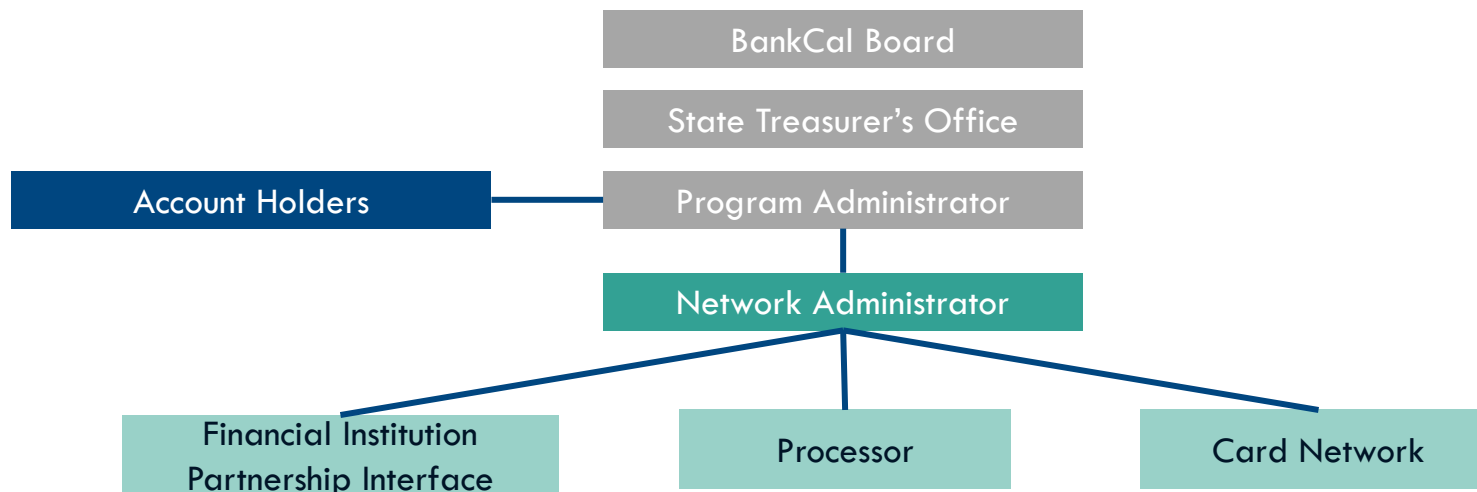 BankCal Board
State Treasurer’s Office
Account Holders
Program Administrator
Network Administrator
Financial Institution
Partnership Interface
Processor
Card Network